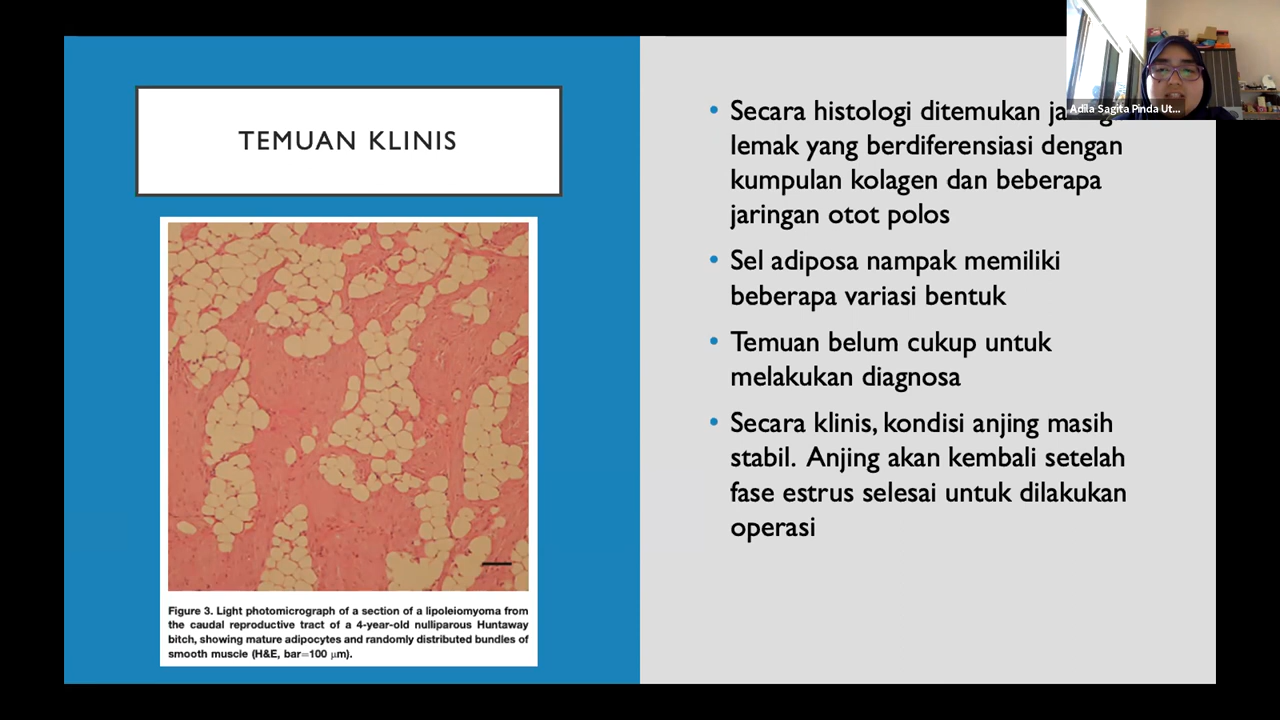 TEMUAN KLINIS
Figure 3. Light photomicrograph of a section of a lipoleiomyoma from
the caudal reproductive tract of a 4-year-old nulliparous Huntaway
bitch, showing mature adipocytes and randomly distributed bundles of
smooth muscle (H&E, bar=100 μm).
• Secara histologi ditemukan
lemak yang berdiferensiasi dengan
kumpulan kolagen dan beberapa
jaringan otot polos
• Sel adiposa nampak memiliki
beberapa variasi bentuk
• Temuan belum cukup untuk
melakukan diagnosa
• Secara klinis, kondisi anjing masih
stabil. Anjing akan kembali setelah
fase estrus selesai untuk dilakukan
operasi
Adila Sagita Pinda Ut...